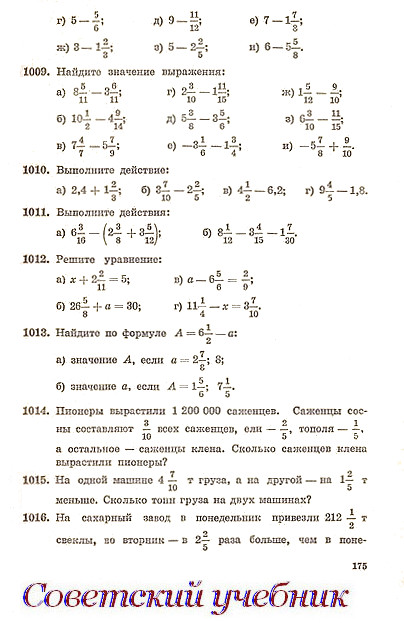 г) 5 − 5/6; д) 9 − 11/12; е) 7 − 1 7/3;
ж) 3 − 1 2/3; з) 5 − 2 2/5; и) 6 − 5 5/8.
1009. Найдите значение выражения:
а) 8 5/11 − 3 6/11; г) 2 3/10 − 1 11/15; ж) 1 5/12 − 9/10;
б) 10 1/2 − 4 9/14; д) 5 3/8 − 3 5/6; з) 6 3/10 − 11/15;
в) 7 4/7 − 5 7/9; е) −3 1/6 − 1 3/4; и) −5 7/8 + 9/10.
1010. Выполните действие:
а) 2,4 + 1 2/3; б) 3 7/10 − 2 2/5; в) 4 1/2 − 6,2; г) 9 4/5 − 1,8.
1011. Выполните действия:
а) 6 3/16 − (2 3/8 + 3 5/12); б) 8 1/12 − 3 4/15 − 1 7/30.
1012. Решите уравнение:
а) x + 2 2/11 = 5; в) a − 6 5/9 = 2/9;
б) 26 5/8 + a = 30; г) 11 1/4 − x = 3 7/10.
1013. Найдите по формуле A = 6 1/2 − a:
а) значение A, если a = 2 7/8; 8;
б) значение a, если A = 1 5/6; 7 1/5.
1014. Пионеры вырастили 1 200 000 саженцев. Саженцы сос-
ны составляют 3/10 всех саженцев, ели — 2/5, тополя — 1/5,
а остальное — саженцы клена. Сколько саженцев клена
вырастили пионеры?
1015. На одной машине 4 7/10 т груза, а на другой — на 1 2/5 т
меньше. Сколько тонн груза на двух машинах?
1016. На сахарный завод в понедельник привезли 212 1/2 т
свеклы, во вторник — в 2 2/5 раза больше, чем в поне-
175
Советский учебник